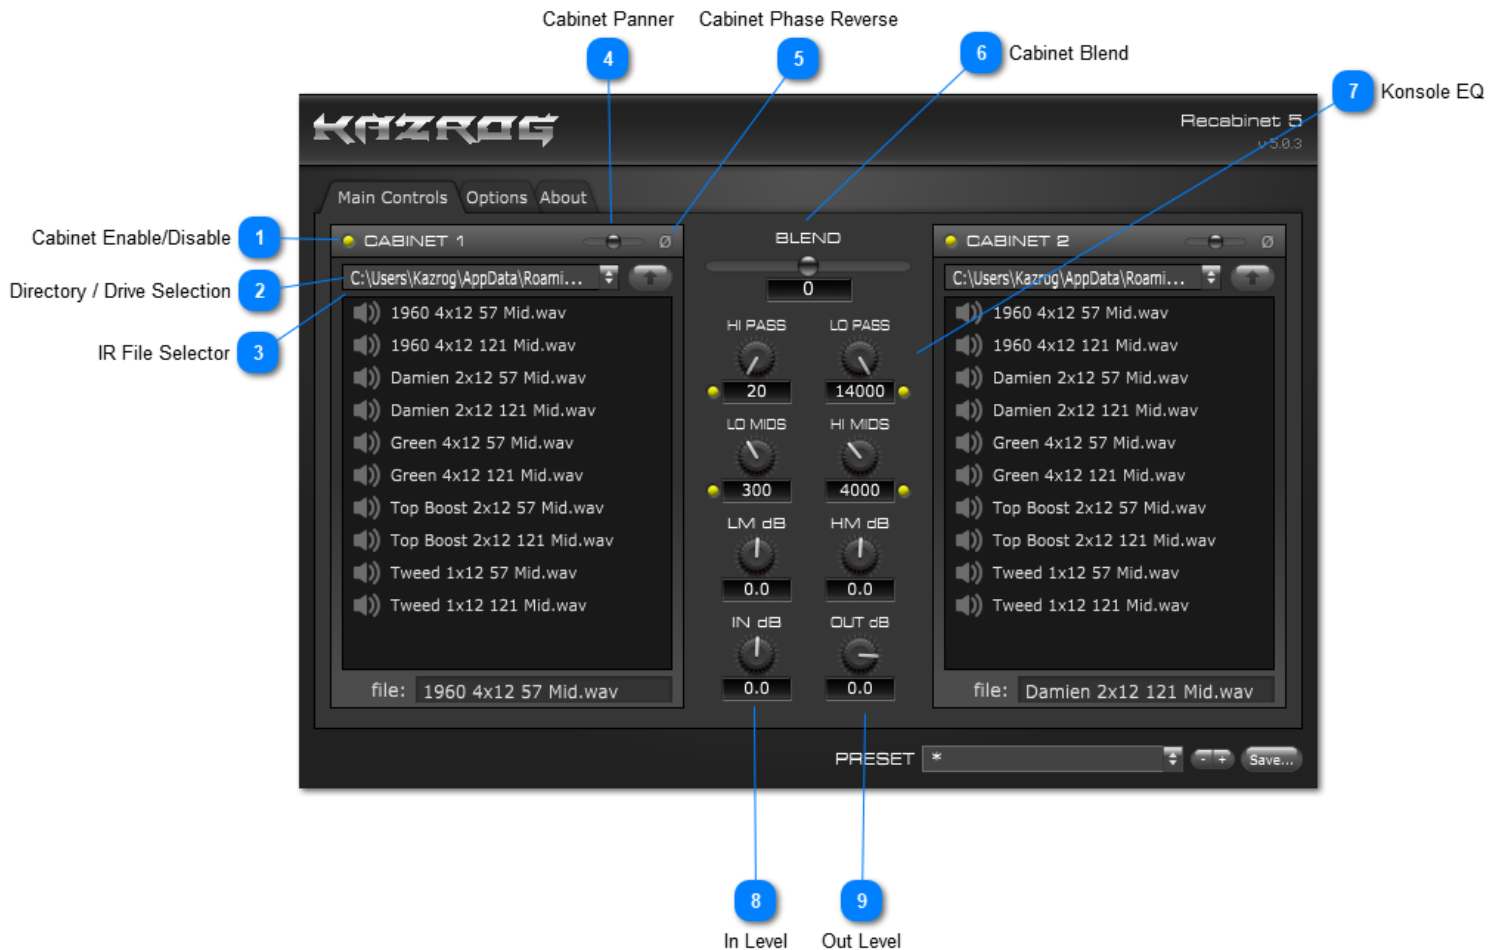 Cabinet Panner
Cabinet Phase Reverse
4
5
6
Cabinet Blend
7
Konsole EQ
KAZROG
Recabinet 5
v 5.0.3
Main Controls
Options
About
Cabinet Enable/Disable
1
Directory / Drive Selection
2
IR File Selector
3
CABINET 1
Ø
C:\Users\Kazrog\AppData\Roami...
1960 4x12 57 Mid.wav
1960 4x12 121 Mid.wav
Damien 2x12 57 Mid.wav
Damien 2x12 121 Mid.wav
Green 4x12 57 Mid.wav
Green 4x12 121 Mid.wav
Top Boost 2x12 57 Mid.wav
Top Boost 2x12 121 Mid.wav
Tweed 1x12 57 Mid.wav
Tweed 1x12 121 Mid.wav
file: 1960 4x12 57 Mid.wav
BLEND
0
HI PASS
LO PASS
20
14000
LO MIDS
HI MIDS
300
4000
LM dB
HM dB
0.0
0.0
IN dB
OUT dB
0.0
0.0
CABINET 2
Ø
C:\Users\Kazrog\AppData\Roami...
1960 4x12 57 Mid.wav
1960 4x12 121 Mid.wav
Damien 2x12 57 Mid.wav
Damien 2x12 121 Mid.wav
Green 4x12 57 Mid.wav
Green 4x12 121 Mid.wav
Top Boost 2x12 57 Mid.wav
Top Boost 2x12 121 Mid.wav
Tweed 1x12 57 Mid.wav
Tweed 1x12 121 Mid.wav
file: Damien 2x12 121 Mid.wav
PRESET *
- +
Save...
8
9
In Level
Out Level